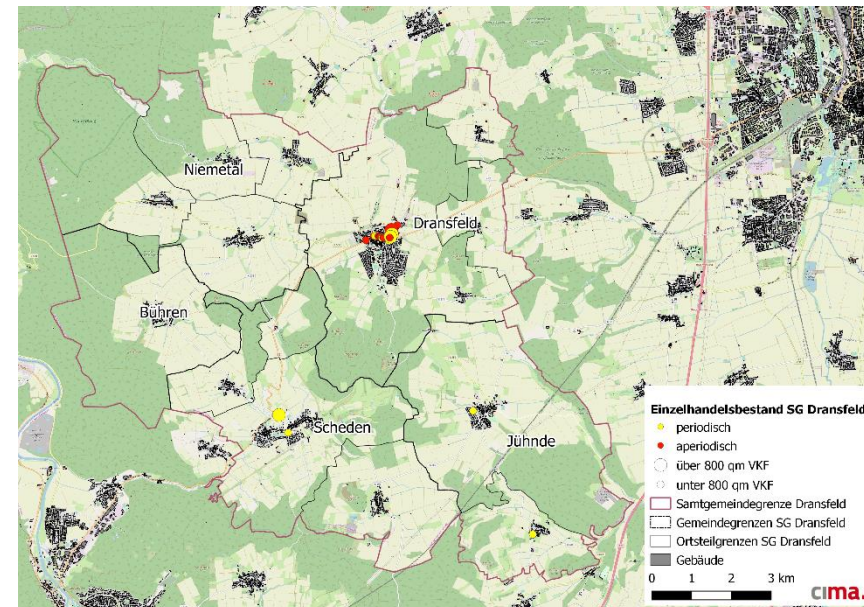 Niemetal
Dransfeld
Bühren
Scheden
Jühnde
Einzelhandelsbestand SG Dransfeld
periodisch
aperiodisch
über 800 qm VKF
unter 800 qm VKF
Samtgemeindegrenze Dransfeld
Gemeindegrenzen SG Dransfeld
Ortsteilgrenzen SG Dransfeld
Gebäude
0 1 2 3 km
cima.